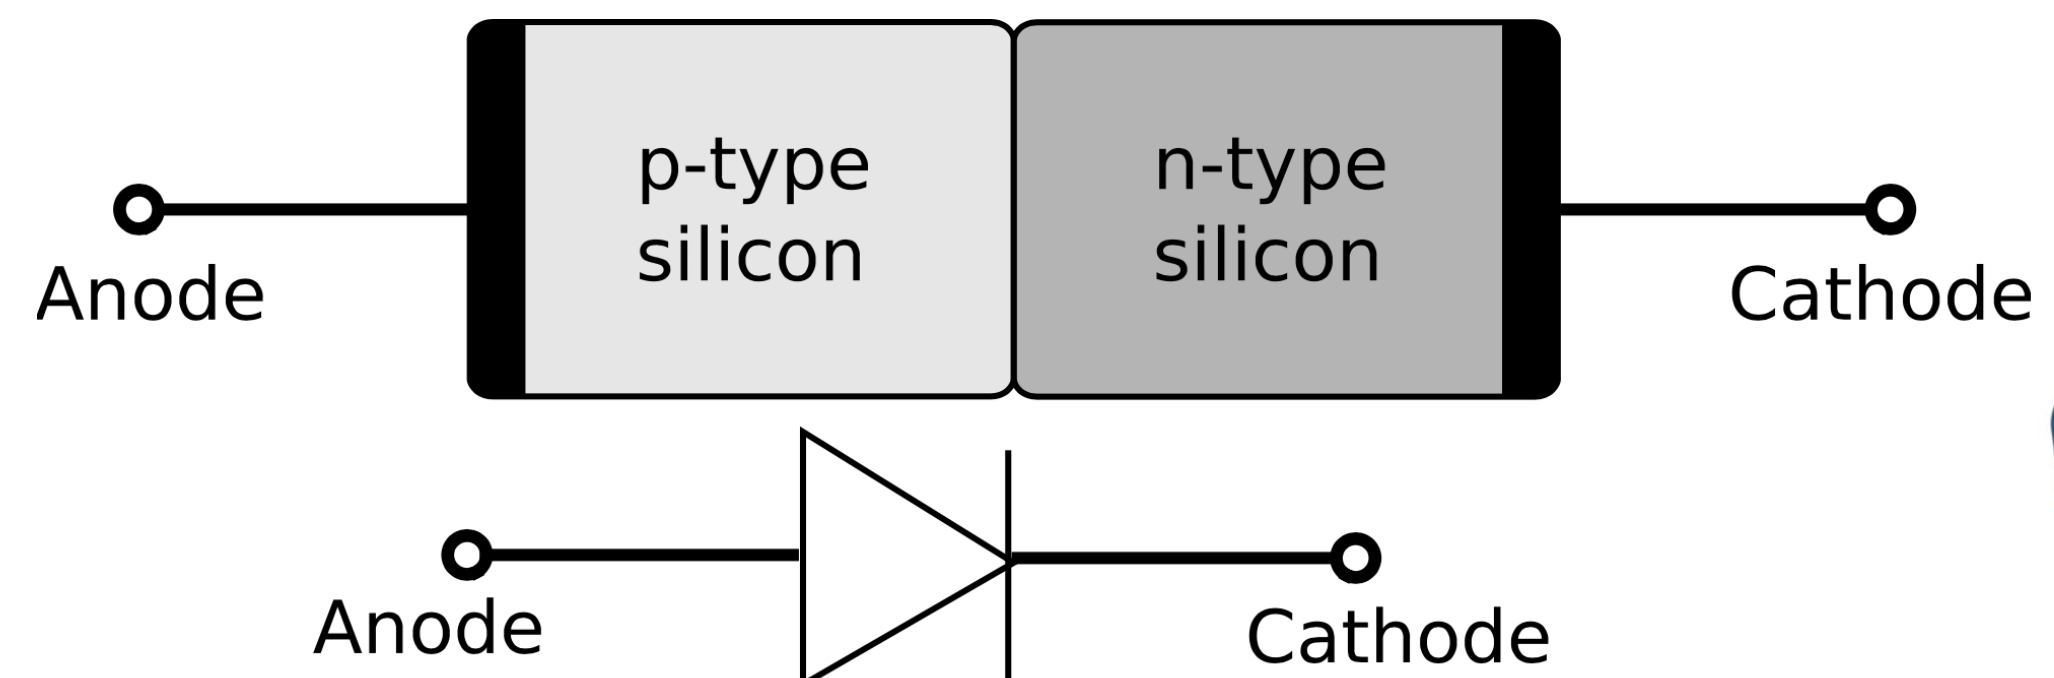 p-type
silicon
n-type
silicon
Anode
Cathode
Anode
Cathode